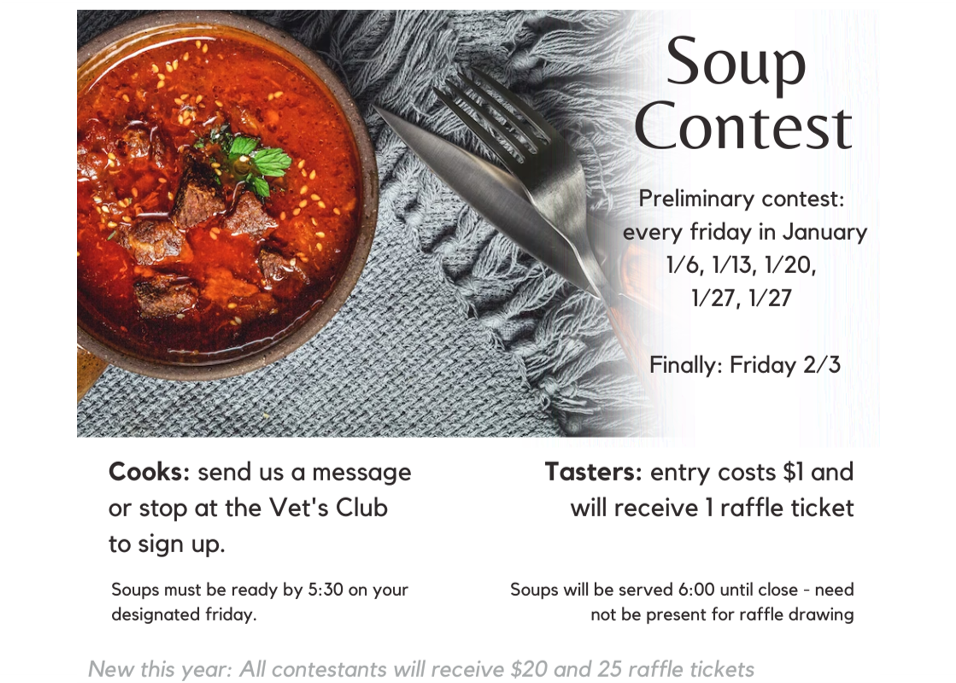 Soup
Contest
Preliminary contest:
every friday in January
1/6, 1/13, 1/20,
1/27, 1/27
Finally: Friday 2/3
Cooks: send us a message
or stop at the Vet's Club
to sign up.
Soups must be ready by 5:30 on your
designated friday.
Tasters: entry costs $1 and
will receive 1 raffle ticket
Soups will be served 6:00 until close - need
not be present for raffle drawing
New this year: All contestants will receive $20 and 25 raffle tickets